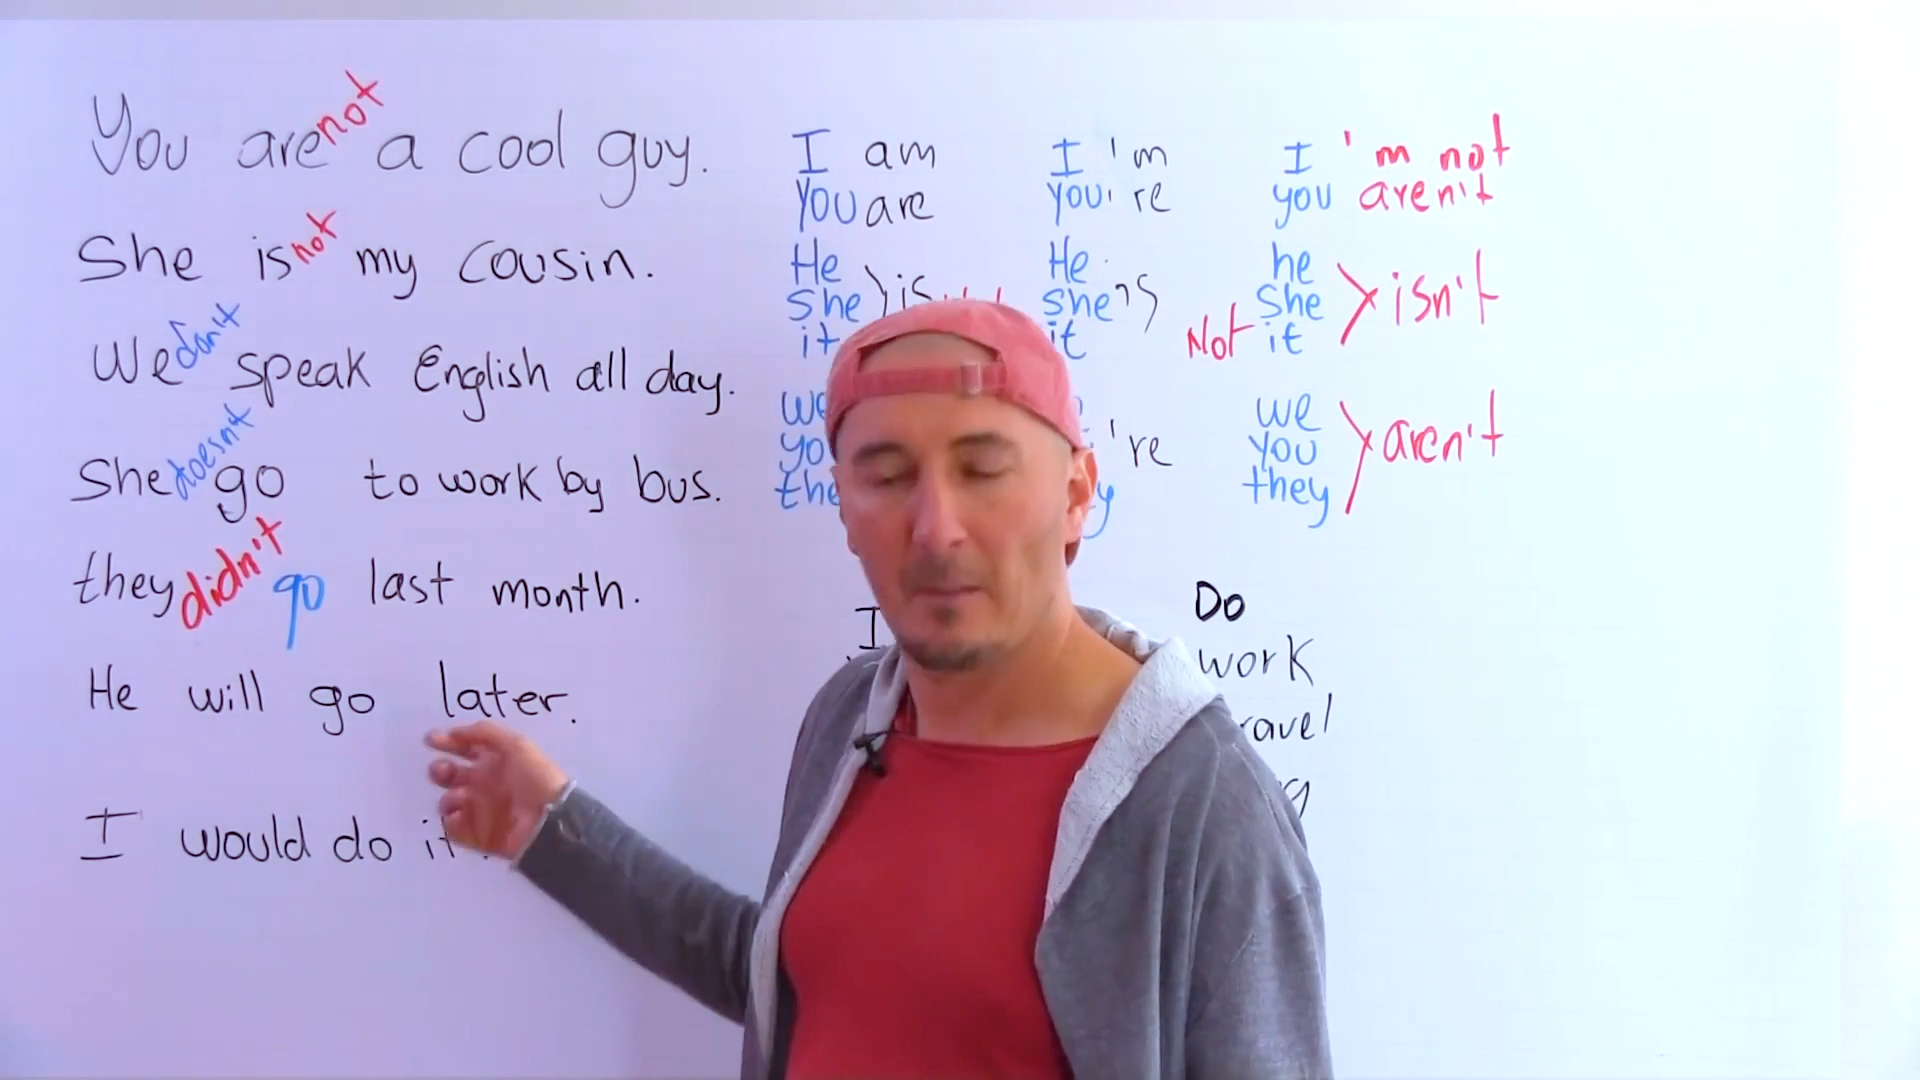 You are not a cool guy.
She is not my cousin.
We don't speak English all day.
She doesn't go to work by bus.
they didn't go last month.
He will go later.
I would do it.
I am
You are
He
She
it
is
we
I 'm
you 're
He
she
it
's
're
I 'm not
you aren't
he
She
it
isn't
Not
we
you
they
aren't
I
Do
work